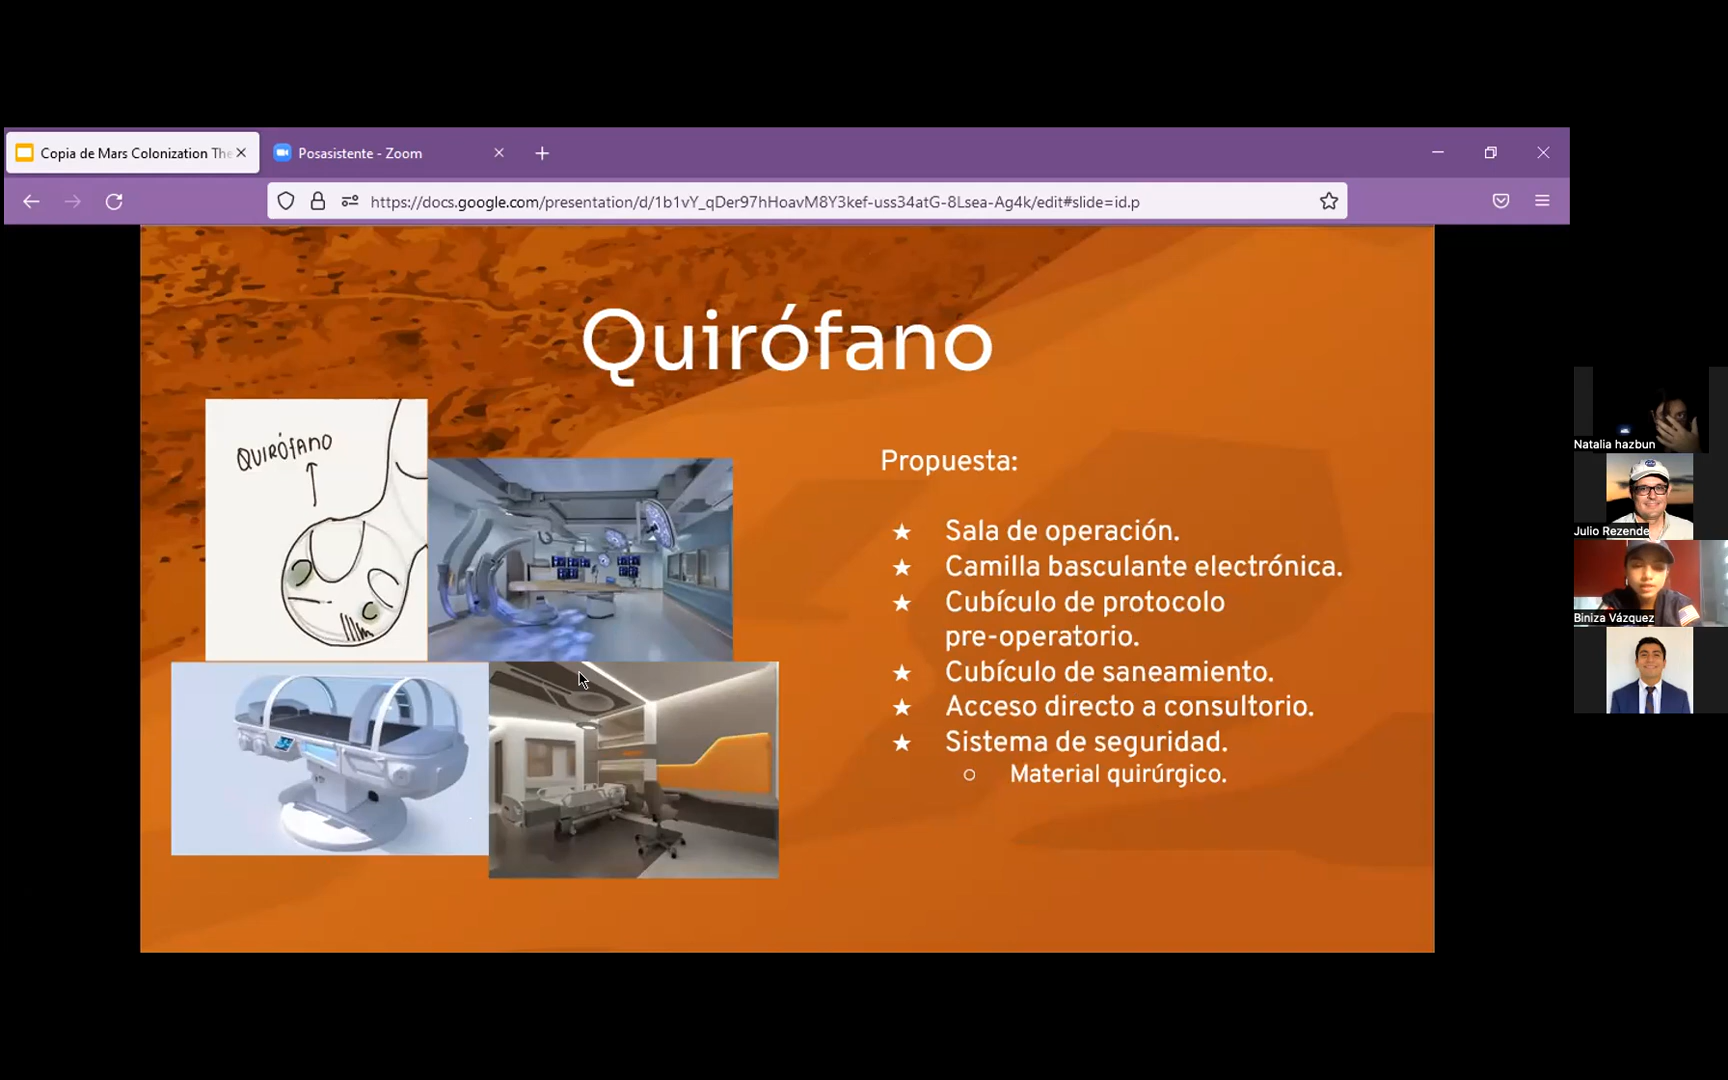 Copia de Mars Colonization The
Posasistente - Zoom
https://docs.google.com/presentation/d/1b1vY_qDer97hHoavM8Y3kef-uss34atG-8Lsea-Ag4k/edit#slide=id.p
Quirófano
QUIRÓFANO
Propuesta:
★ Sala de operación.
★ Camilla basculante electrónica.
★ Cubículo de protocolo
pre-operatorio.
★ Cubículo de saneamiento.
★ Acceso directo a consultorio.
★ Sistema de seguridad.
○ Material quirúrgico.
Natalia hazbun
Julio Rezende
Biniza Vázquez